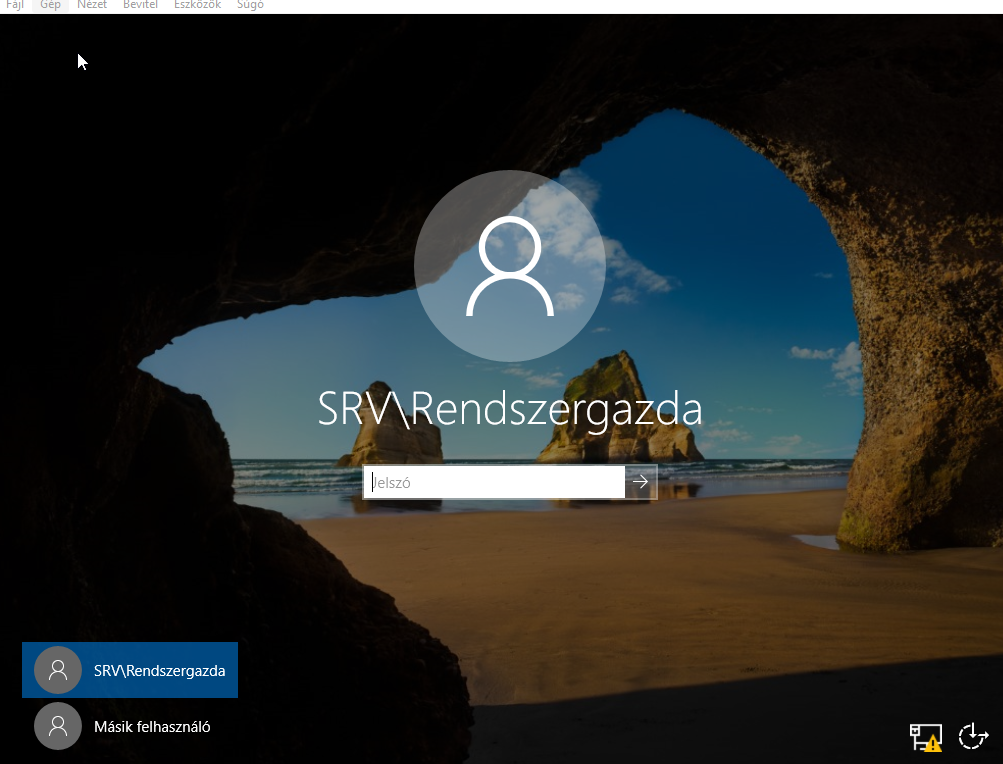 Fájl Gép Nézet Bevitel Eszközök Súgó
SRV\Rendszergazda
Jelszó
SRV\Rendszergazda
Másik felhasználó